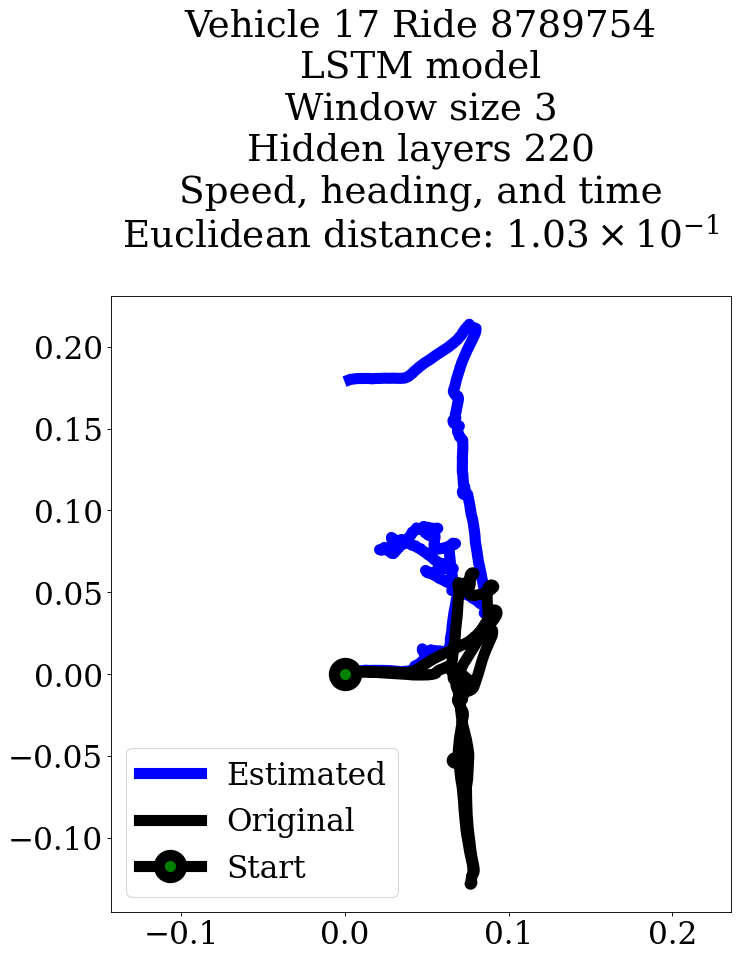 Vehicle 17 Ride 8789754
LSTM model
Window size 3
Hidden layers 220
Speed, heading, and time
Euclidean distance: 1.03 × 10⁻¹
0.20
0.15
0.10
0.05
0.00
−0.05
−0.10
Estimated
Original
Start
−0.1
0.0
0.1
0.2